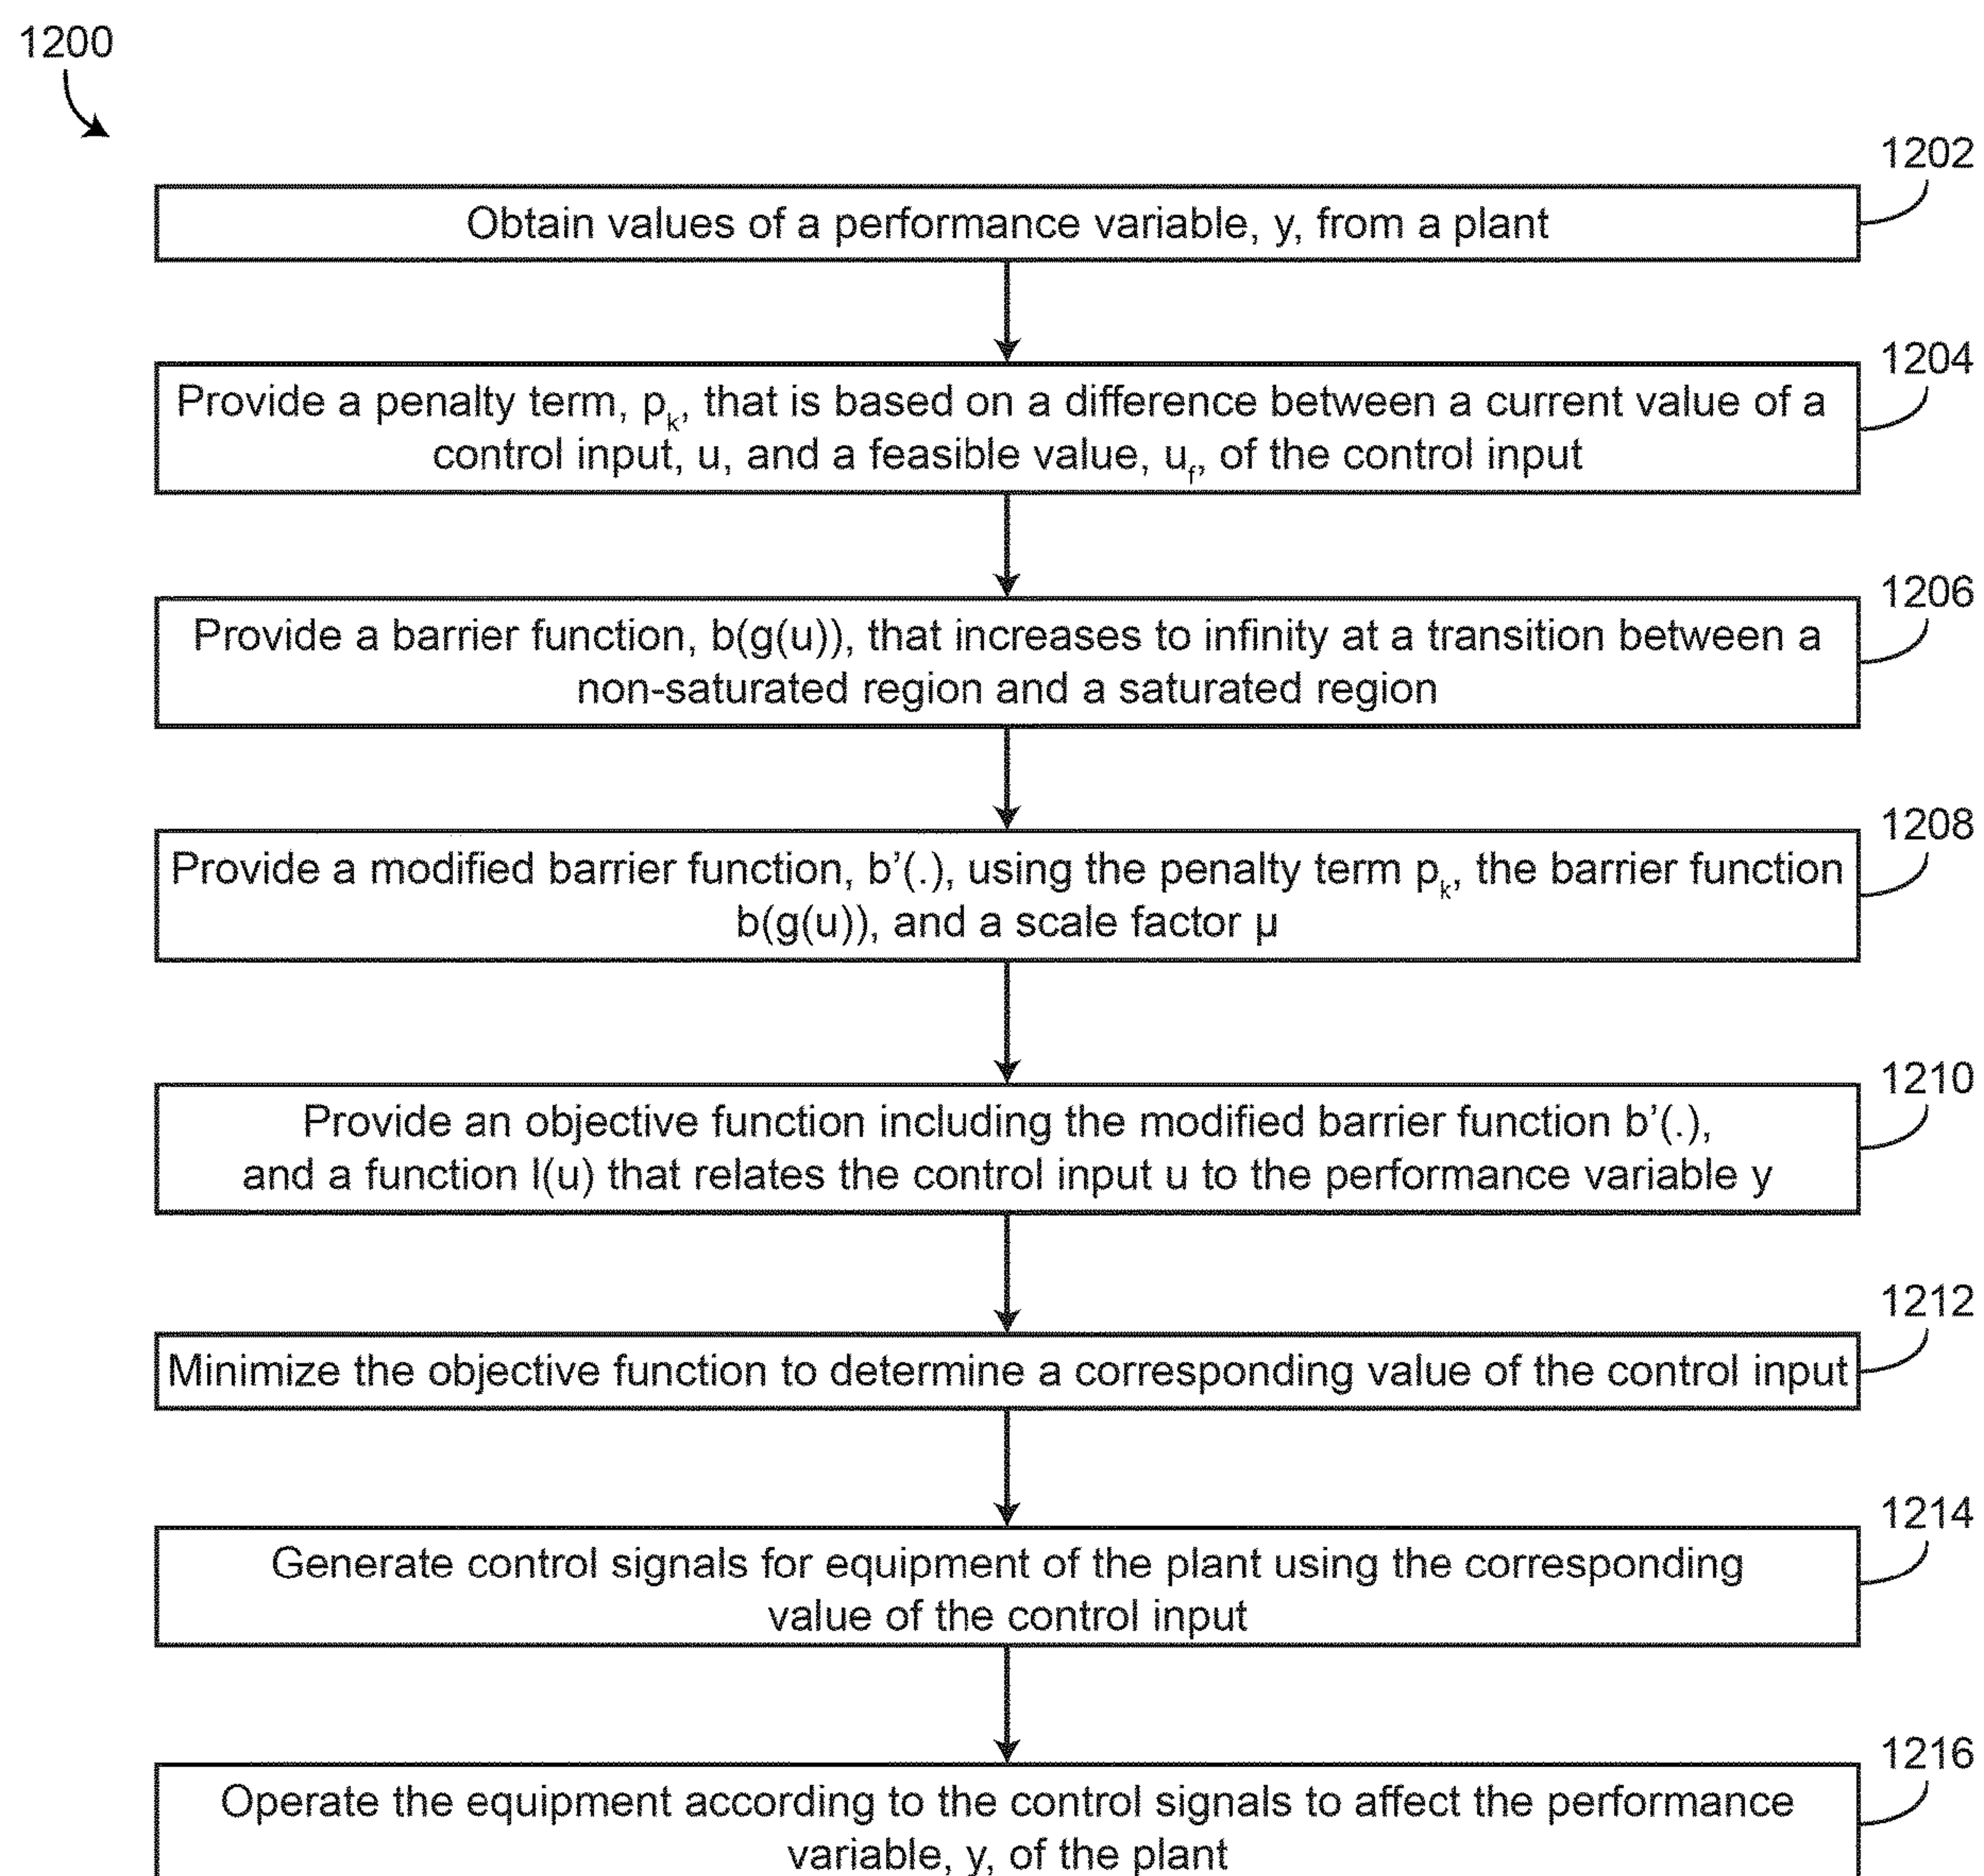 1200
1202
Obtain values of a performance variable, y, from a plant
1204
Provide a penalty term, pₖ, that is based on a difference between a current value of a
control input, u, and a feasible value, u_f, of the control input
1206
Provide a barrier function, b(g(u)), that increases to infinity at a transition between a
non-saturated region and a saturated region
1208
Provide a modified barrier function, b’(.), using the penalty term pₖ, the barrier function
b(g(u)), and a scale factor μ
1210
Provide an objective function including the modified barrier function b’(.),
and a function l(u) that relates the control input u to the performance variable y
1212
Minimize the objective function to determine a corresponding value of the control input
1214
Generate control signals for equipment of the plant using the corresponding
value of the control input
1216
Operate the equipment according to the control signals to affect the performance
variable, y, of the plant